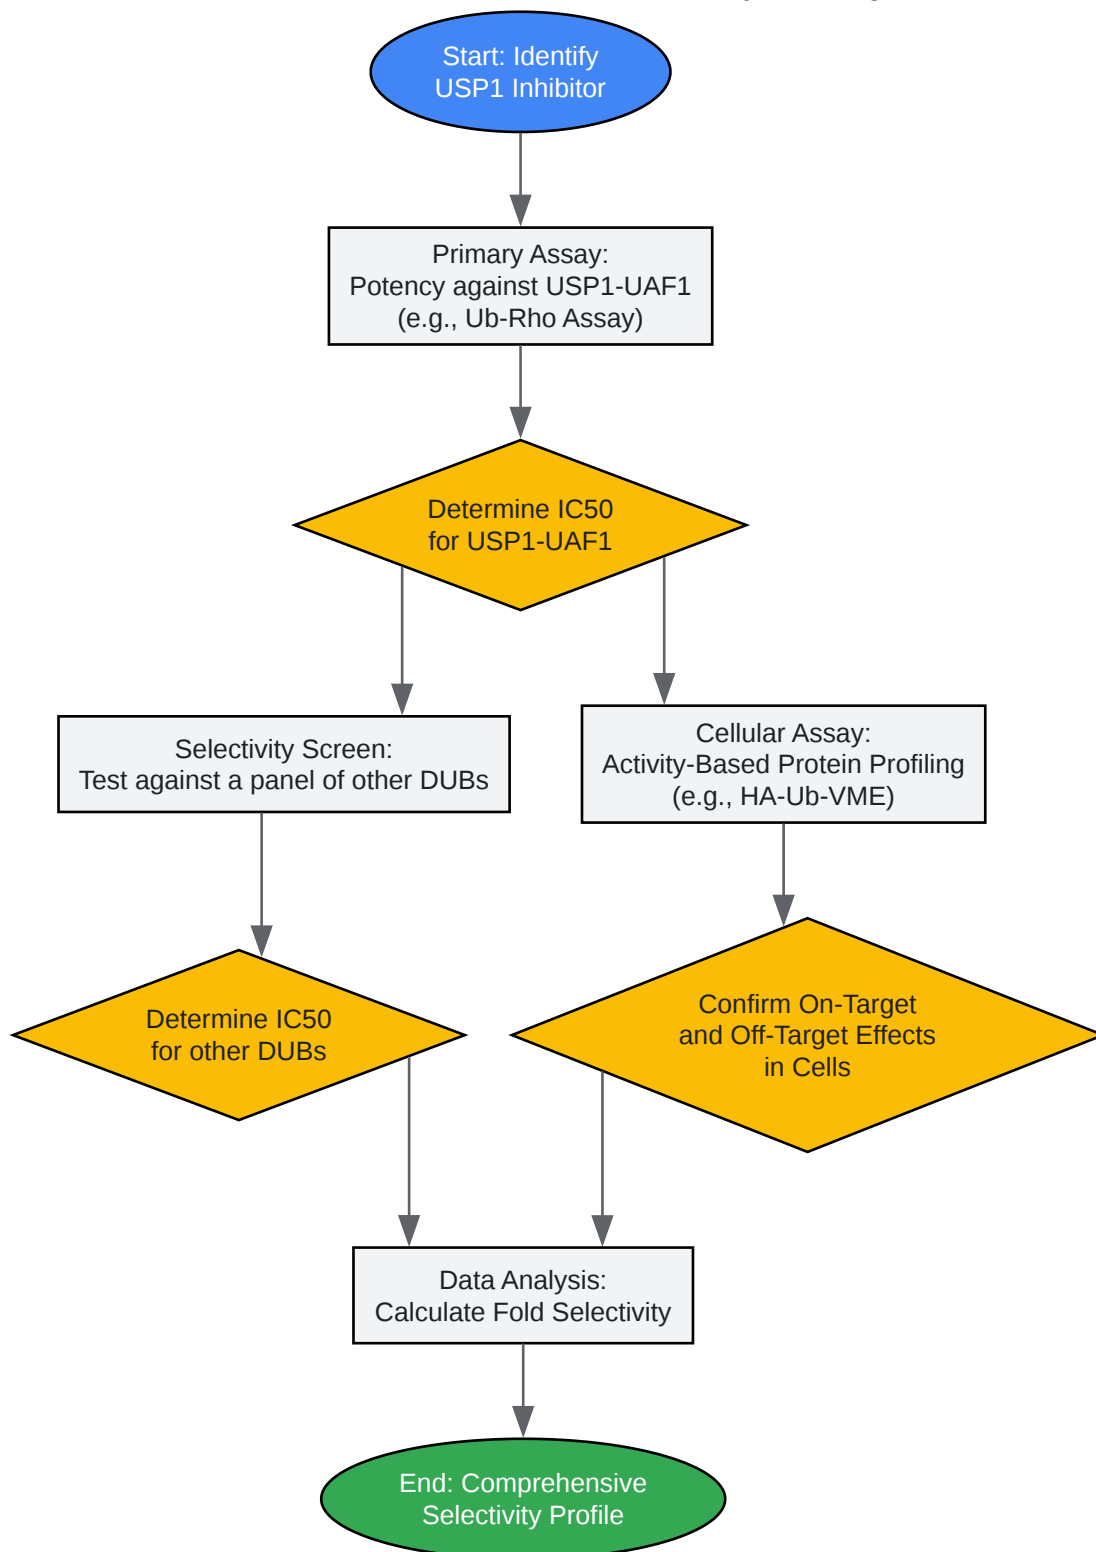 Start: Identify
USP1 Inhibitor
Primary Assay:
Potency against USP1-UAF1
(e.g., Ub-Rho Assay)
Determine IC50
for USP1-UAF1
Selectivity Screen:
Test against a panel of other DUBs
Cellular Assay:
Activity-Based Protein Profiling
(e.g., HA-Ub-VME)
Determine IC50
for other DUBs
Confirm On-Target
and Off-Target Effects
in Cells
Data Analysis:
Calculate Fold Selectivity
End: Comprehensive
Selectivity Profile